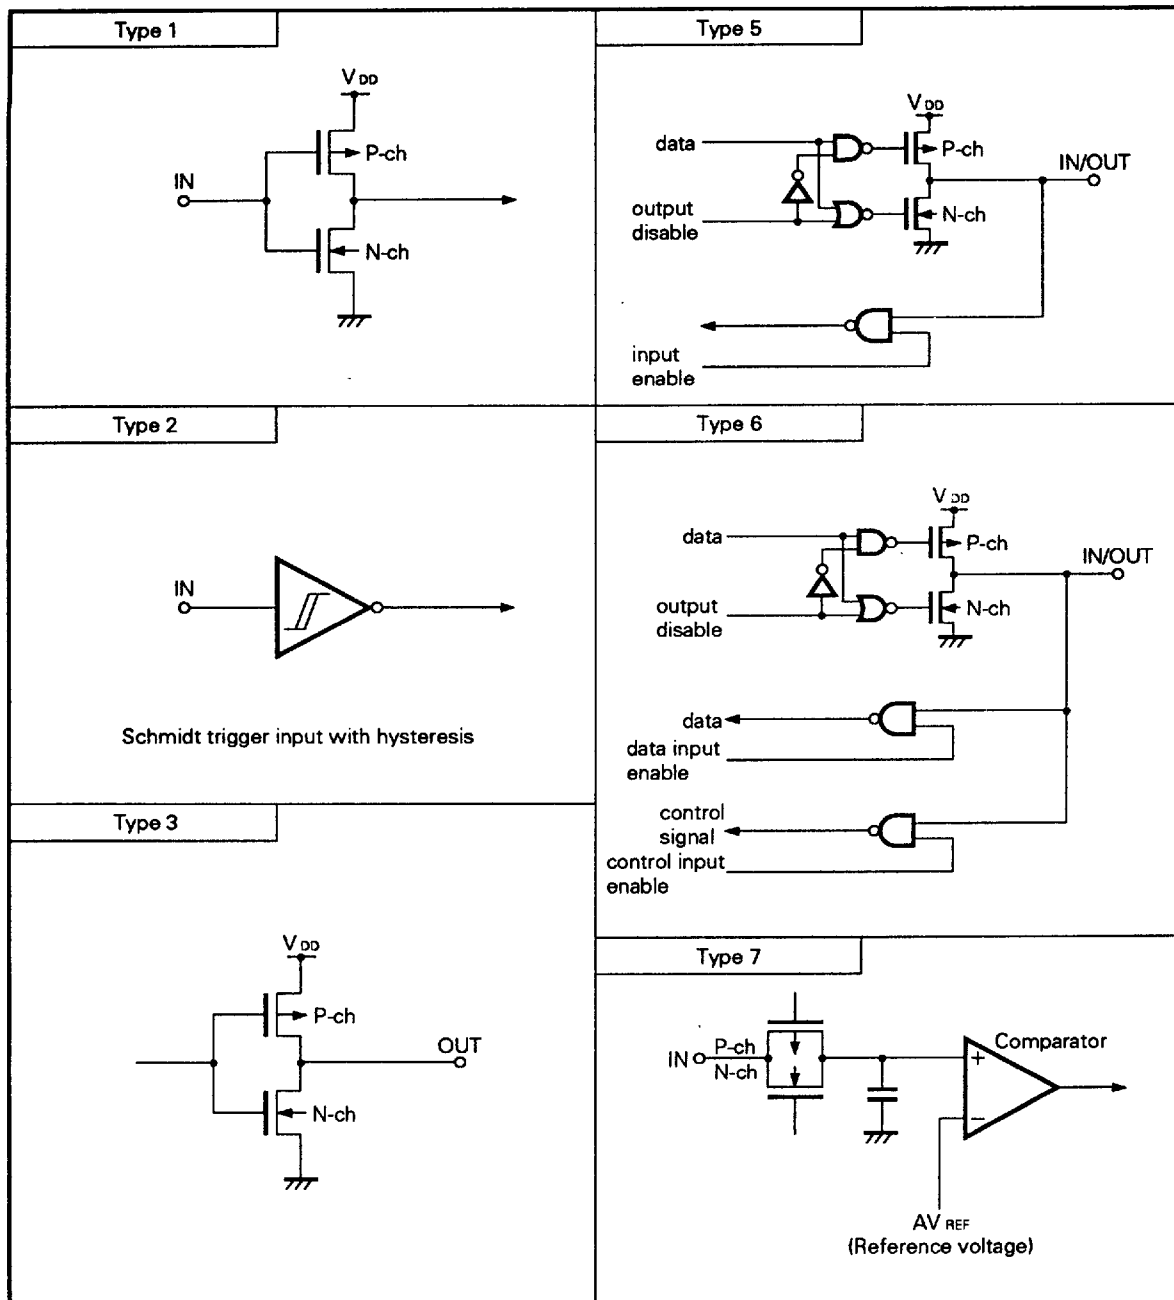 Type 1
VDD
P-ch
IN
N-ch
Type 2
IN
Schmidt trigger input with hysteresis
Type 3
VDD
P-ch
OUT
N-ch
Type 5
VDD
data
P-ch
IN/OUT
output
disable
N-ch
input
enable
Type 6
VDD
data
P-ch
IN/OUT
output
disable
N-ch
data
data input
enable
control
signal
control input
enable
Type 7
P-ch
IN
N-ch
Comparator
+
−
AVREF
(Reference voltage)